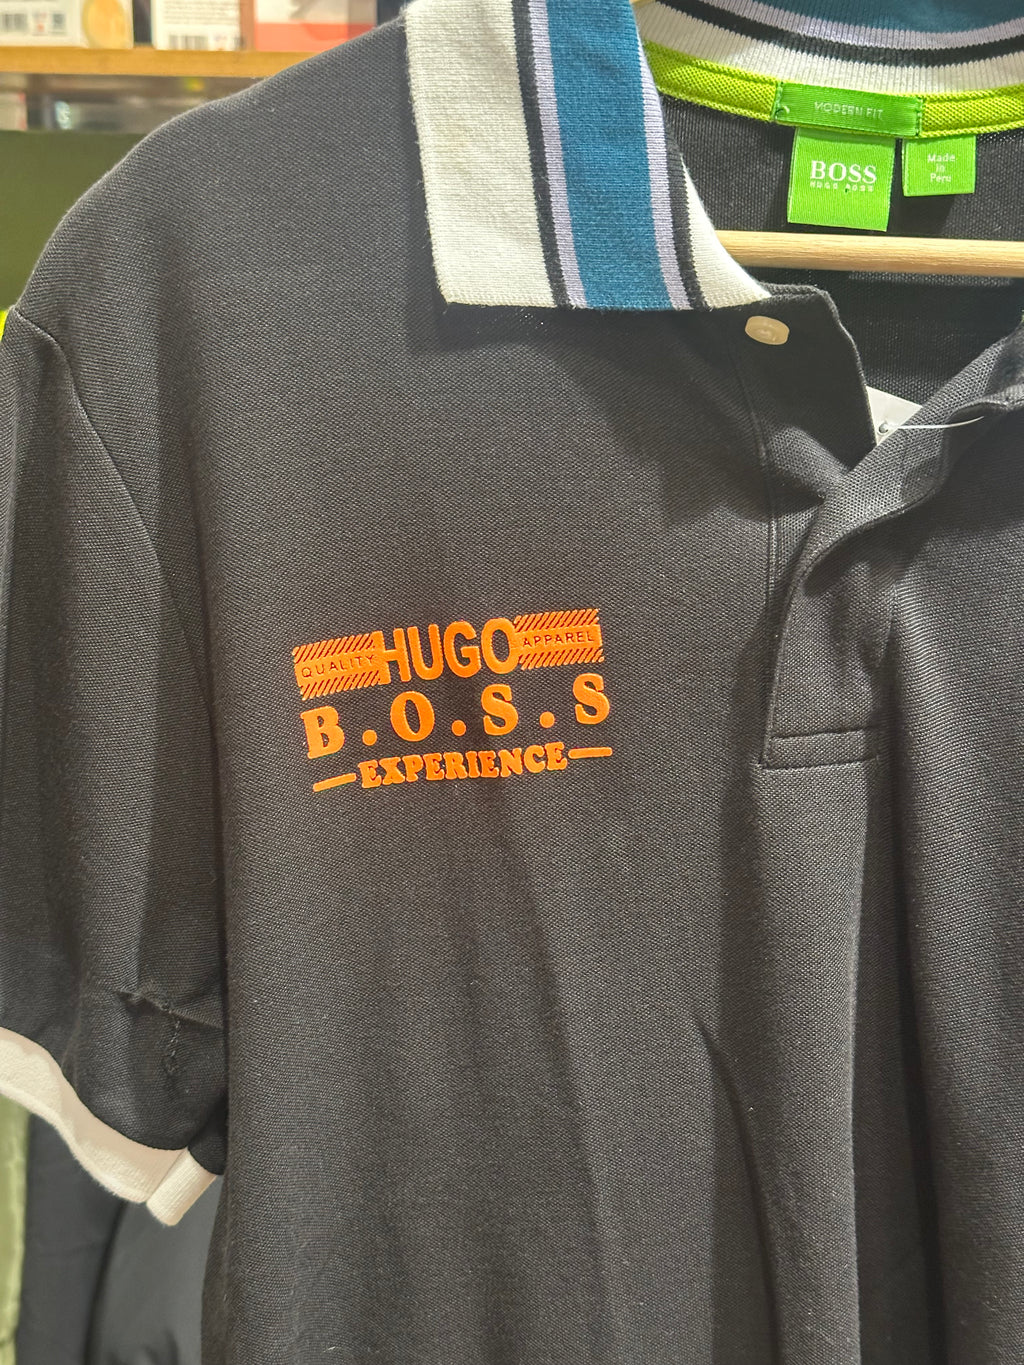 MODERN FIT
BOSS
HUGO BOSS
Made
in
Peru
QUALITY HUGO APPAREL
B.O.S.S
EXPERIENCE